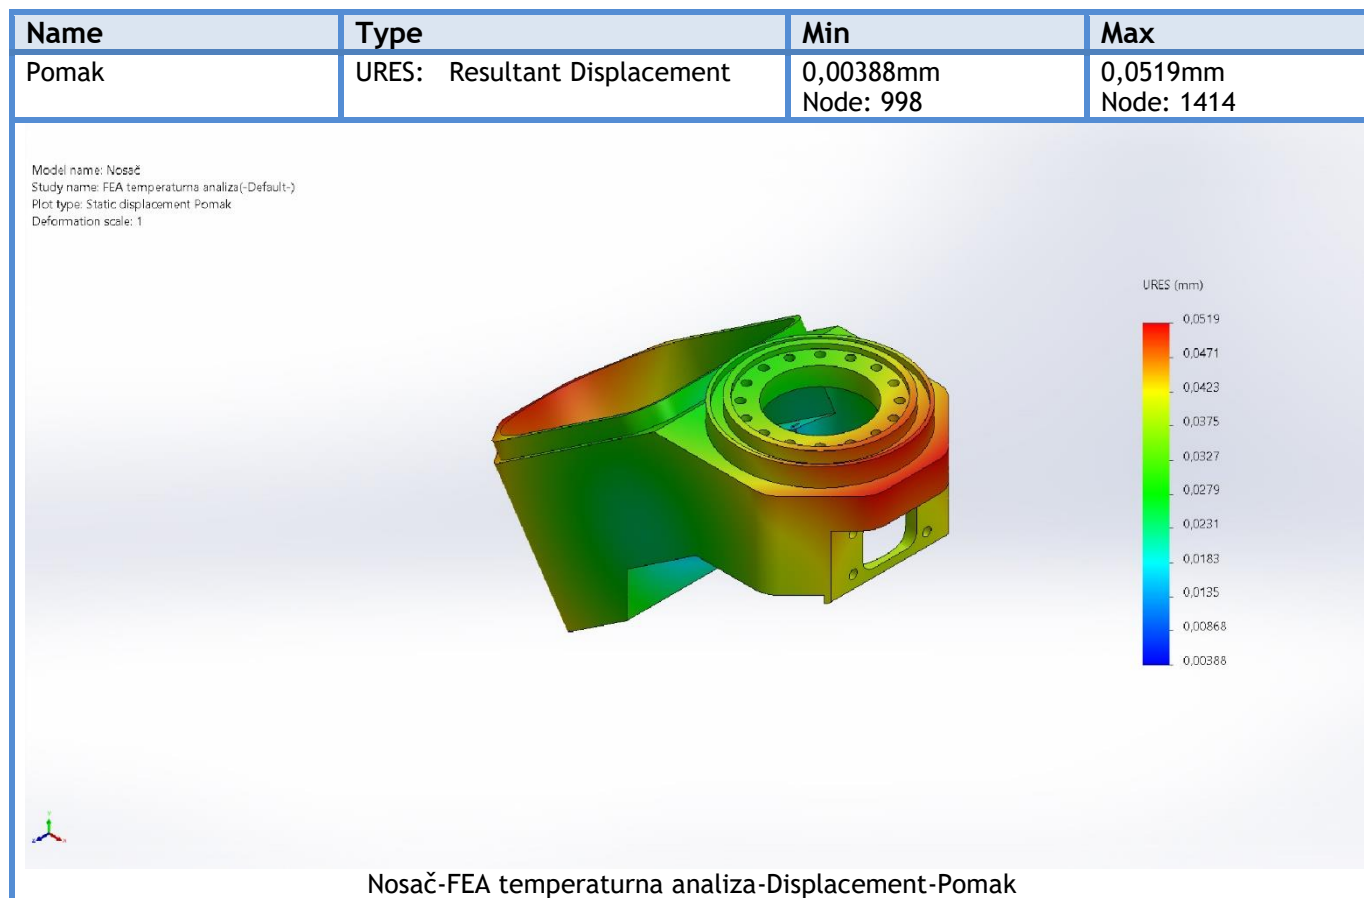 Name Type Min Max
Pomak URES: Resultant Displacement 0,00388mm 0,0519mm
Node: 998 Node: 1414
Model name: Nosač
Study name: FEA temperaturna analiza(-Default-)
Plot type: Static displacement Pomak
Deformation scale: 1
URES (mm)
0,0519
0,0471
0,0423
0,0375
0,0327
0,0279
0,0231
0,0183
0,0135
0,00868
0,00388
Nosač-FEA temperaturna analiza-Displacement-Pomak